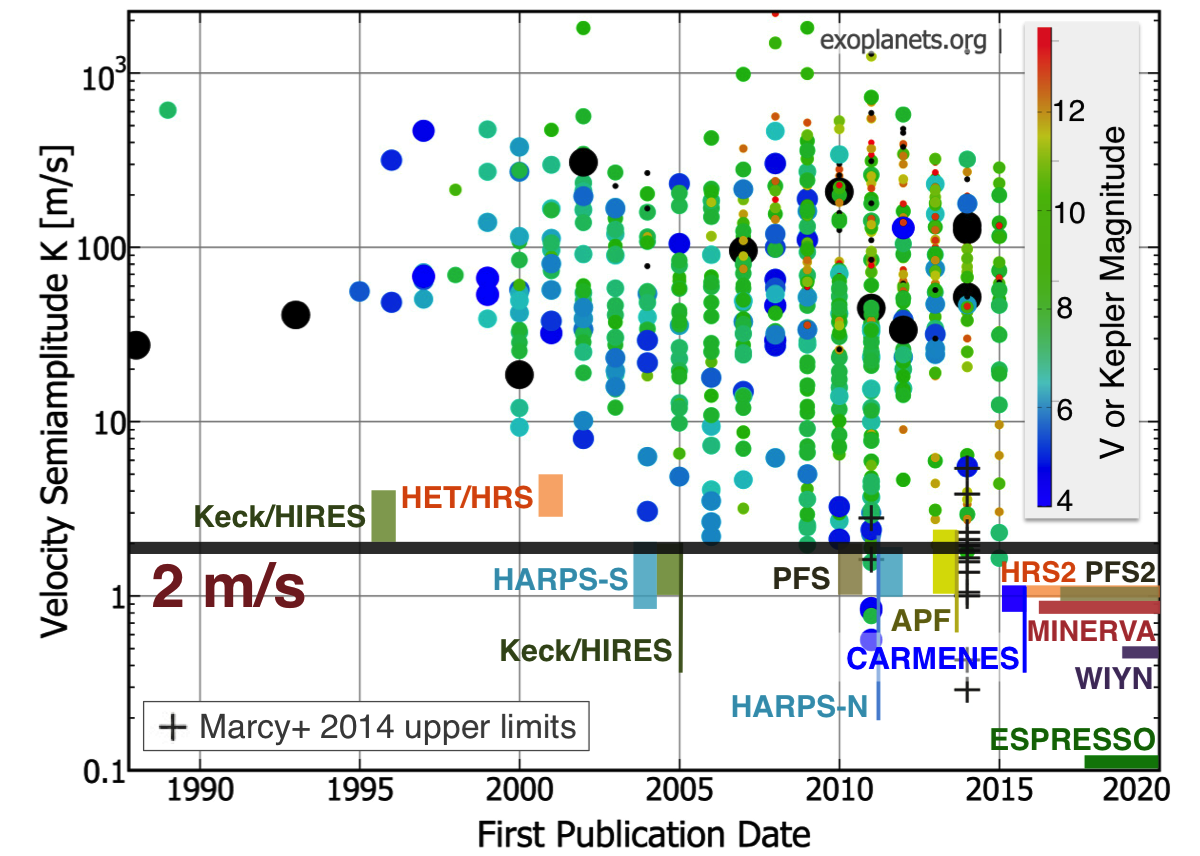 exoplanets.org
Velocity Semiamplitude K [m/s]
10³
100
10
1
0.1
12
10
8
6
4
V or Kepler Magnitude
Keck/HIRES
HET/HRS
2 m/s
HARPS-S
Keck/HIRES
PFS
APF
CARMENES
HARPS-N
HRS2 PFS2
MINERVA
WIYN
ESPRESSO
Marcy+ 2014 upper limits
1990 1995 2000 2005 2010 2015 2020
First Publication Date